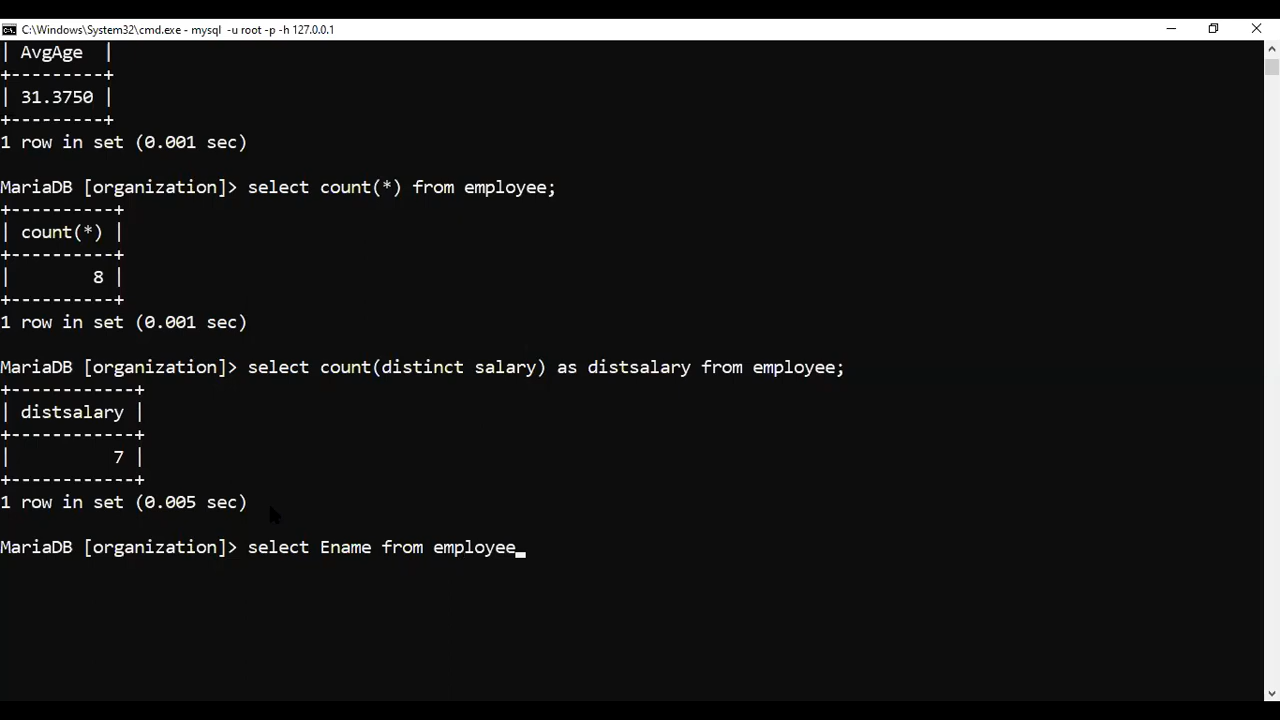 C:\Windows\System32\cmd.exe - mysql -u root -p -h 127.0.0.1
| AvgAge  |
+---------+
| 31.3750 |
+---------+
1 row in set (0.001 sec)
MariaDB [organization]> select count(*) from employee;
+----------+
| count(*) |
+----------+
|        8 |
+----------+
1 row in set (0.001 sec)
MariaDB [organization]> select count(distinct salary) as distsalary from employee;
+------------+
| distsalary |
+------------+
|          7 |
+------------+
1 row in set (0.005 sec)
MariaDB [organization]> select Ename from employee